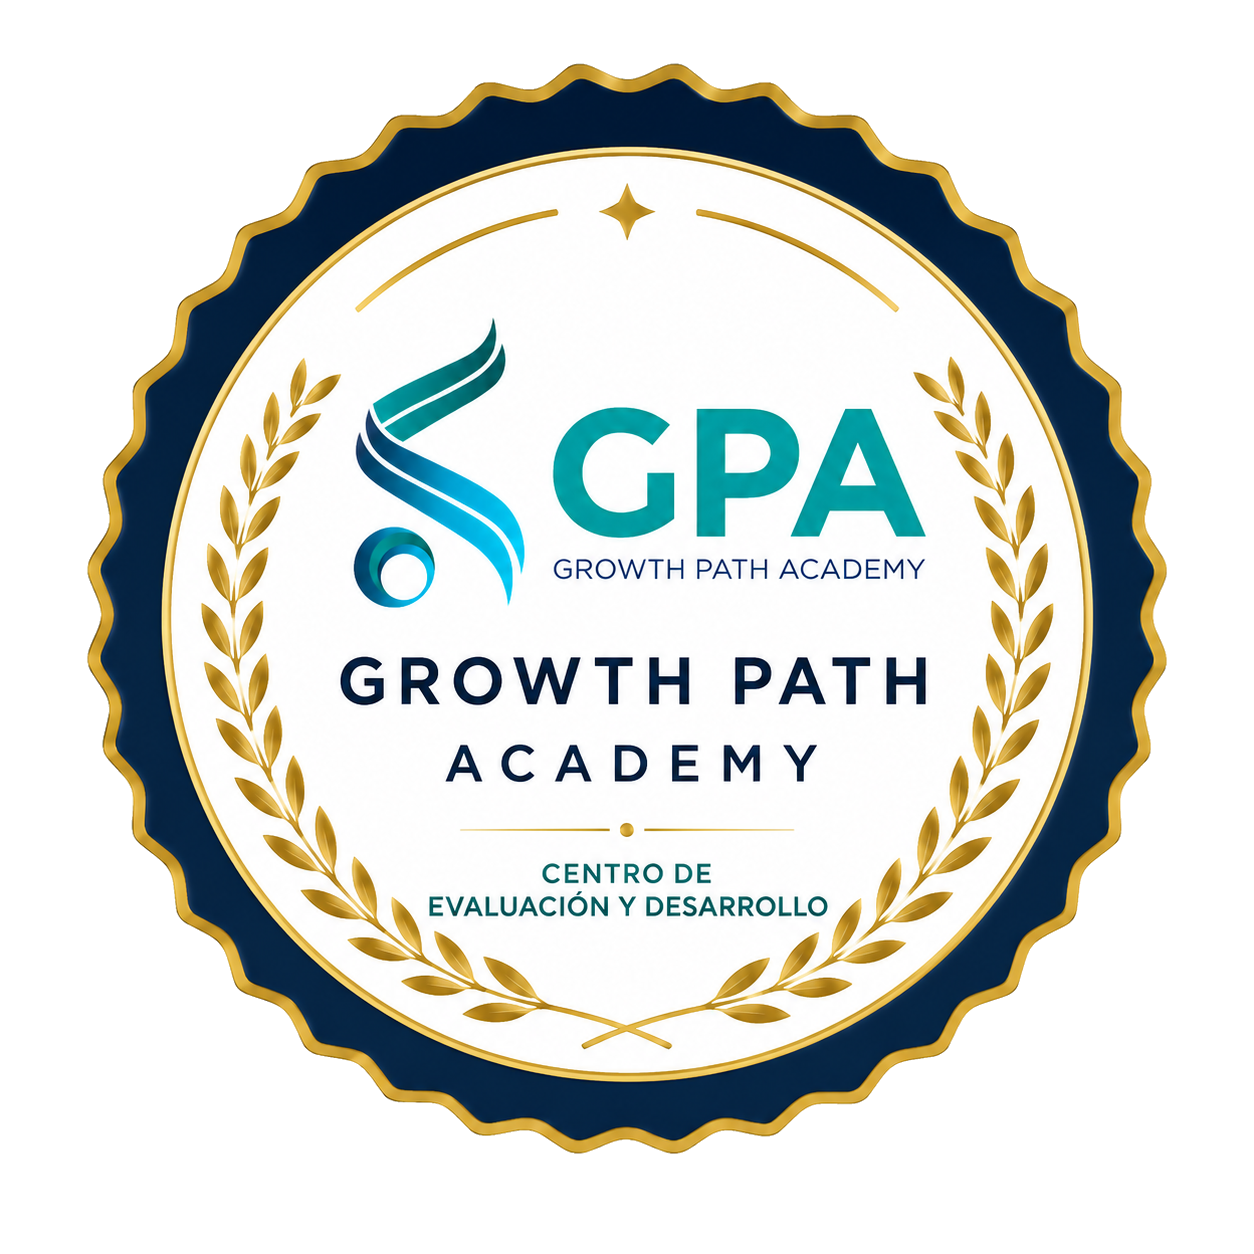 GPA
GROWTH PATH ACADEMY
GROWTH PATH
ACADEMY
CENTRO DE
EVALUACIÓN Y DESARROLLO